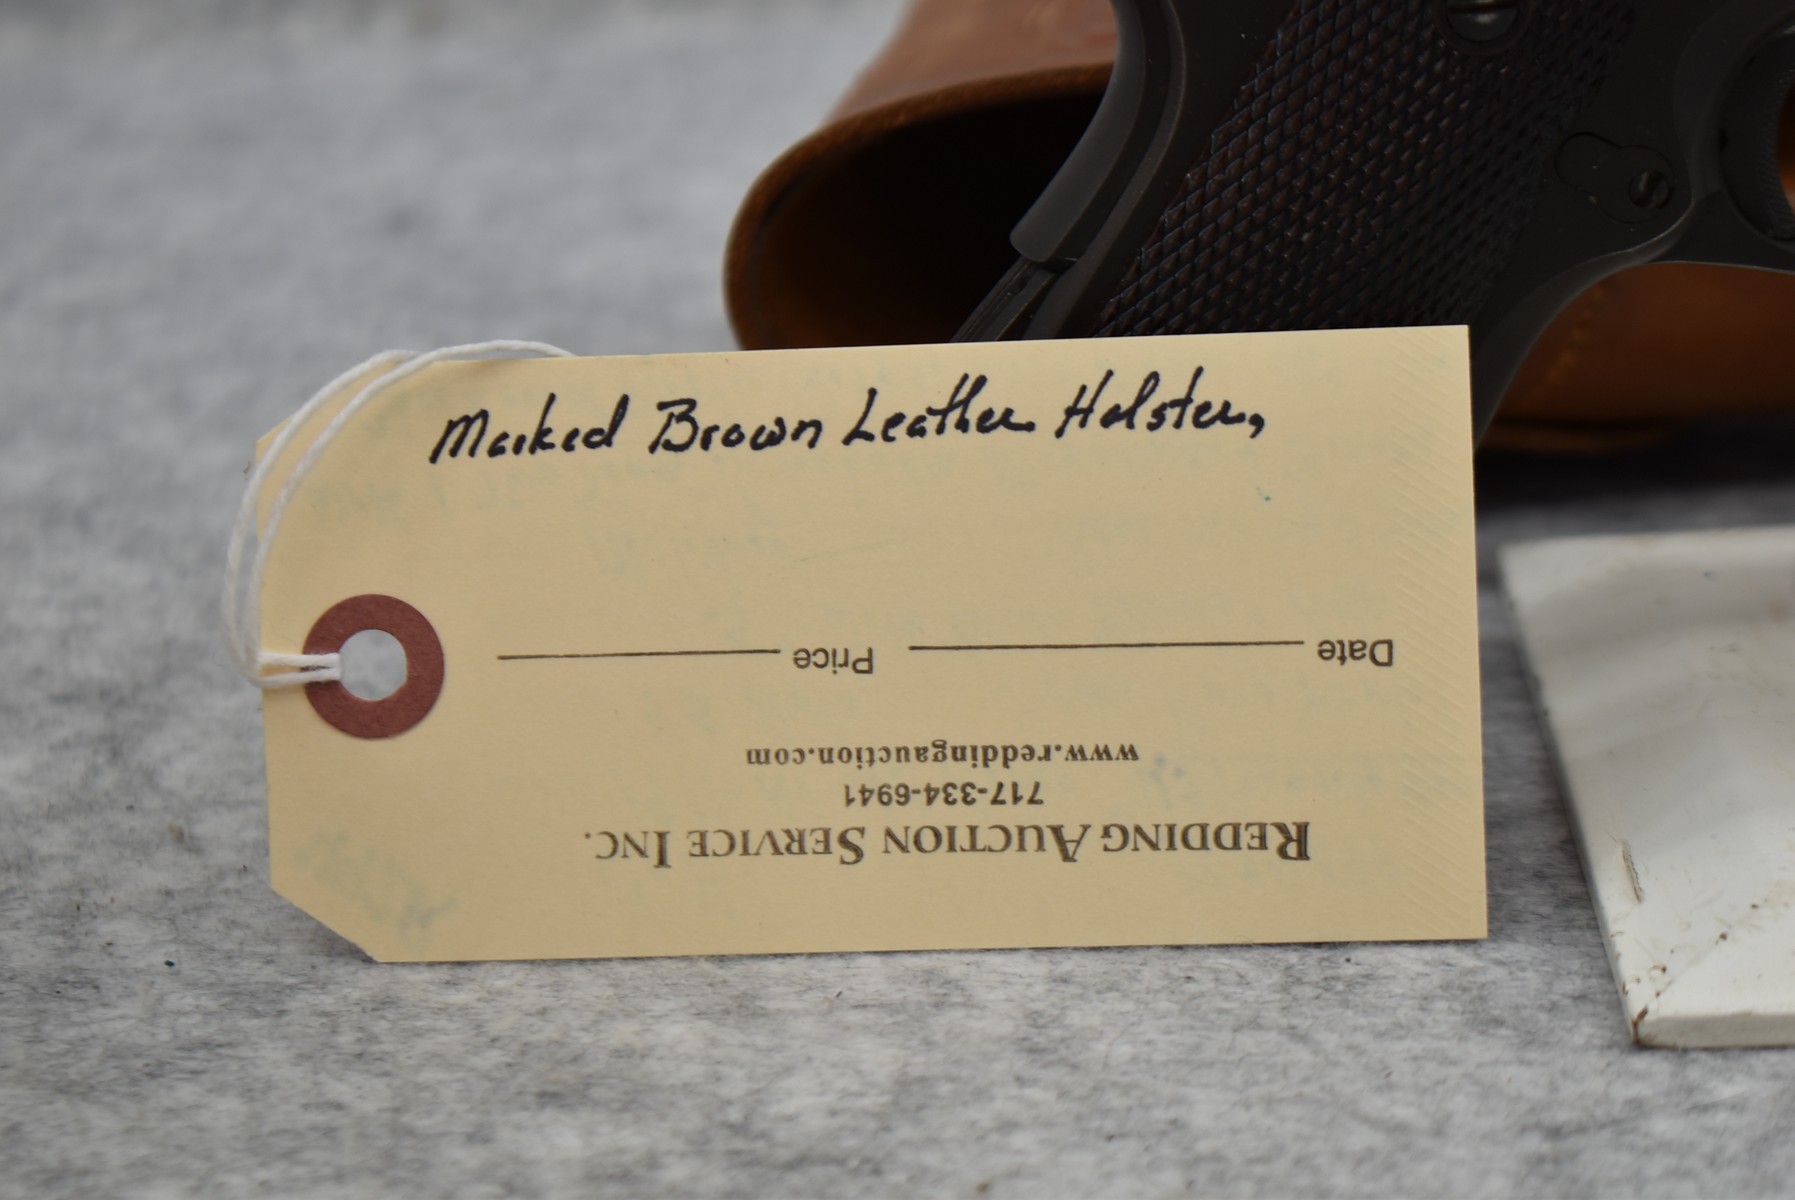 Marked Brown Leather Holster,
REDDING AUCTION SERVICE INC.
717-334-6941
www.reddingauction.com
Date Price